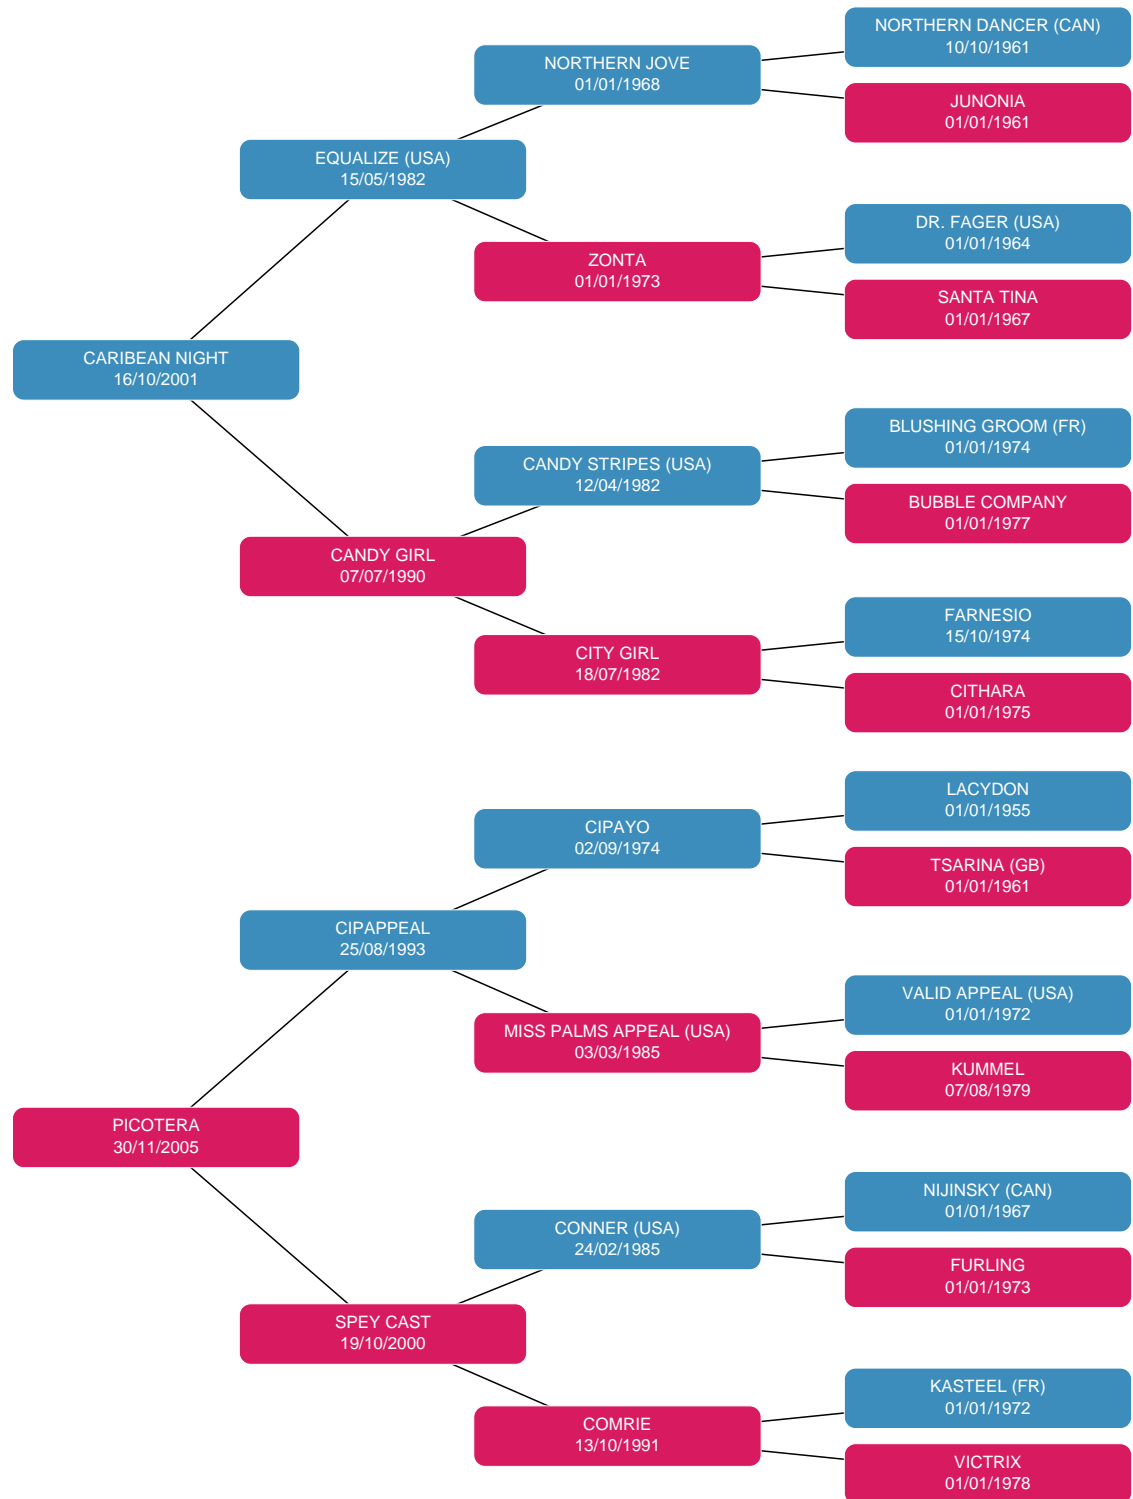 NORTHERN DANCER (CAN)
10/10/1961
NORTHERN JOVE
01/01/1968
JUNONIA
01/01/1961
EQUALIZE (USA)
15/05/1982
DR. FAGER (USA)
01/01/1964
ZONTA
01/01/1973
SANTA TINA
01/01/1967
CARIBEAN NIGHT
16/10/2001
BLUSHING GROOM (FR)
01/01/1974
CANDY STRIPES (USA)
12/04/1982
BUBBLE COMPANY
01/01/1977
CANDY GIRL
07/07/1990
FARNESIO
15/10/1974
CITY GIRL
18/07/1982
CITHARA
01/01/1975
LACYDON
01/01/1955
CIPAYO
02/09/1974
TSARINA (GB)
01/01/1961
CIPAPPEAL
25/08/1993
VALID APPEAL (USA)
01/01/1972
MISS PALMS APPEAL (USA)
03/03/1985
KUMMEL
07/08/1979
PICOTERA
30/11/2005
NIJINSKY (CAN)
01/01/1967
CONNER (USA)
24/02/1985
FURLING
01/01/1973
SPEY CAST
19/10/2000
KASTEEL (FR)
01/01/1972
COMRIE
13/10/1991
VICTRIX
01/01/1978